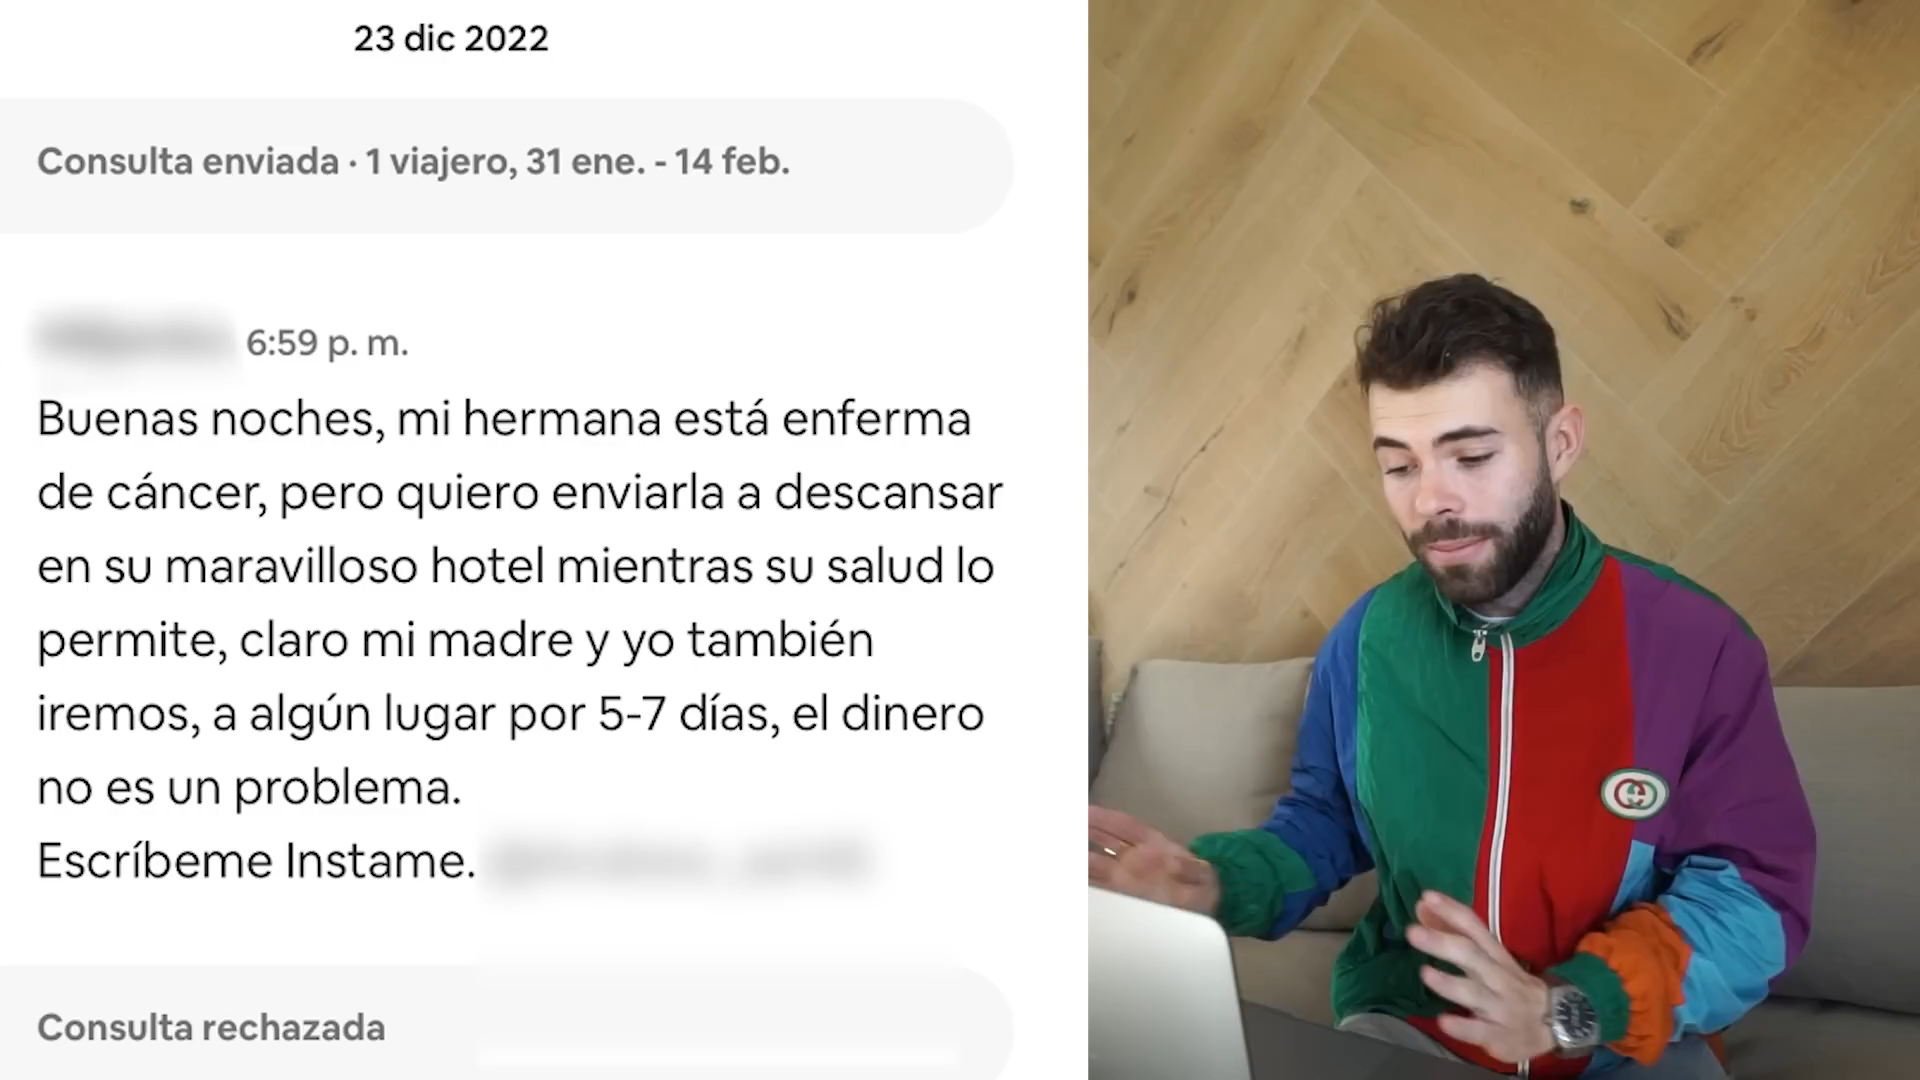 23 dic 2022
Consulta enviada · 1 viajero, 31 ene. - 14 feb.
6:59 p. m.
Buenas noches, mi hermana está enferma
de cáncer, pero quiero enviarla a descansar
en su maravilloso hotel mientras su salud lo
permite, claro mi madre y yo también
iremos, a algún lugar por 5-7 días, el dinero
no es un problema.
Escríbeme Instame.
Consulta rechazada